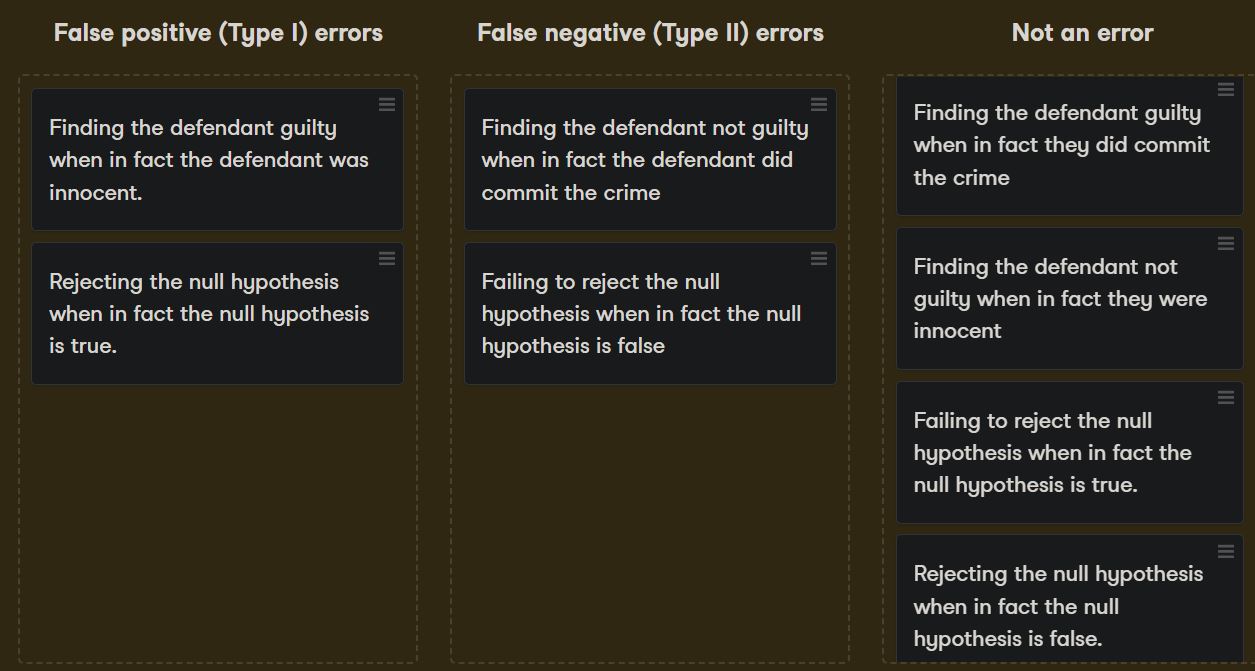 False positive (Type I) errors
False negative (Type II) errors
Not an error
Finding the defendant guilty
when in fact the defendant was
innocent.
Rejecting the null hypothesis
when in fact the null hypothesis
is true.
Finding the defendant not guilty
when in fact the defendant did
commit the crime
Failing to reject the null
hypothesis when in fact the null
hypothesis is false
Finding the defendant guilty
when in fact they did commit
the crime
Finding the defendant not
guilty when in fact they were
innocent
Failing to reject the null
hypothesis when in fact the
null hypothesis is true.
Rejecting the null hypothesis
when in fact the null
hypothesis is false.